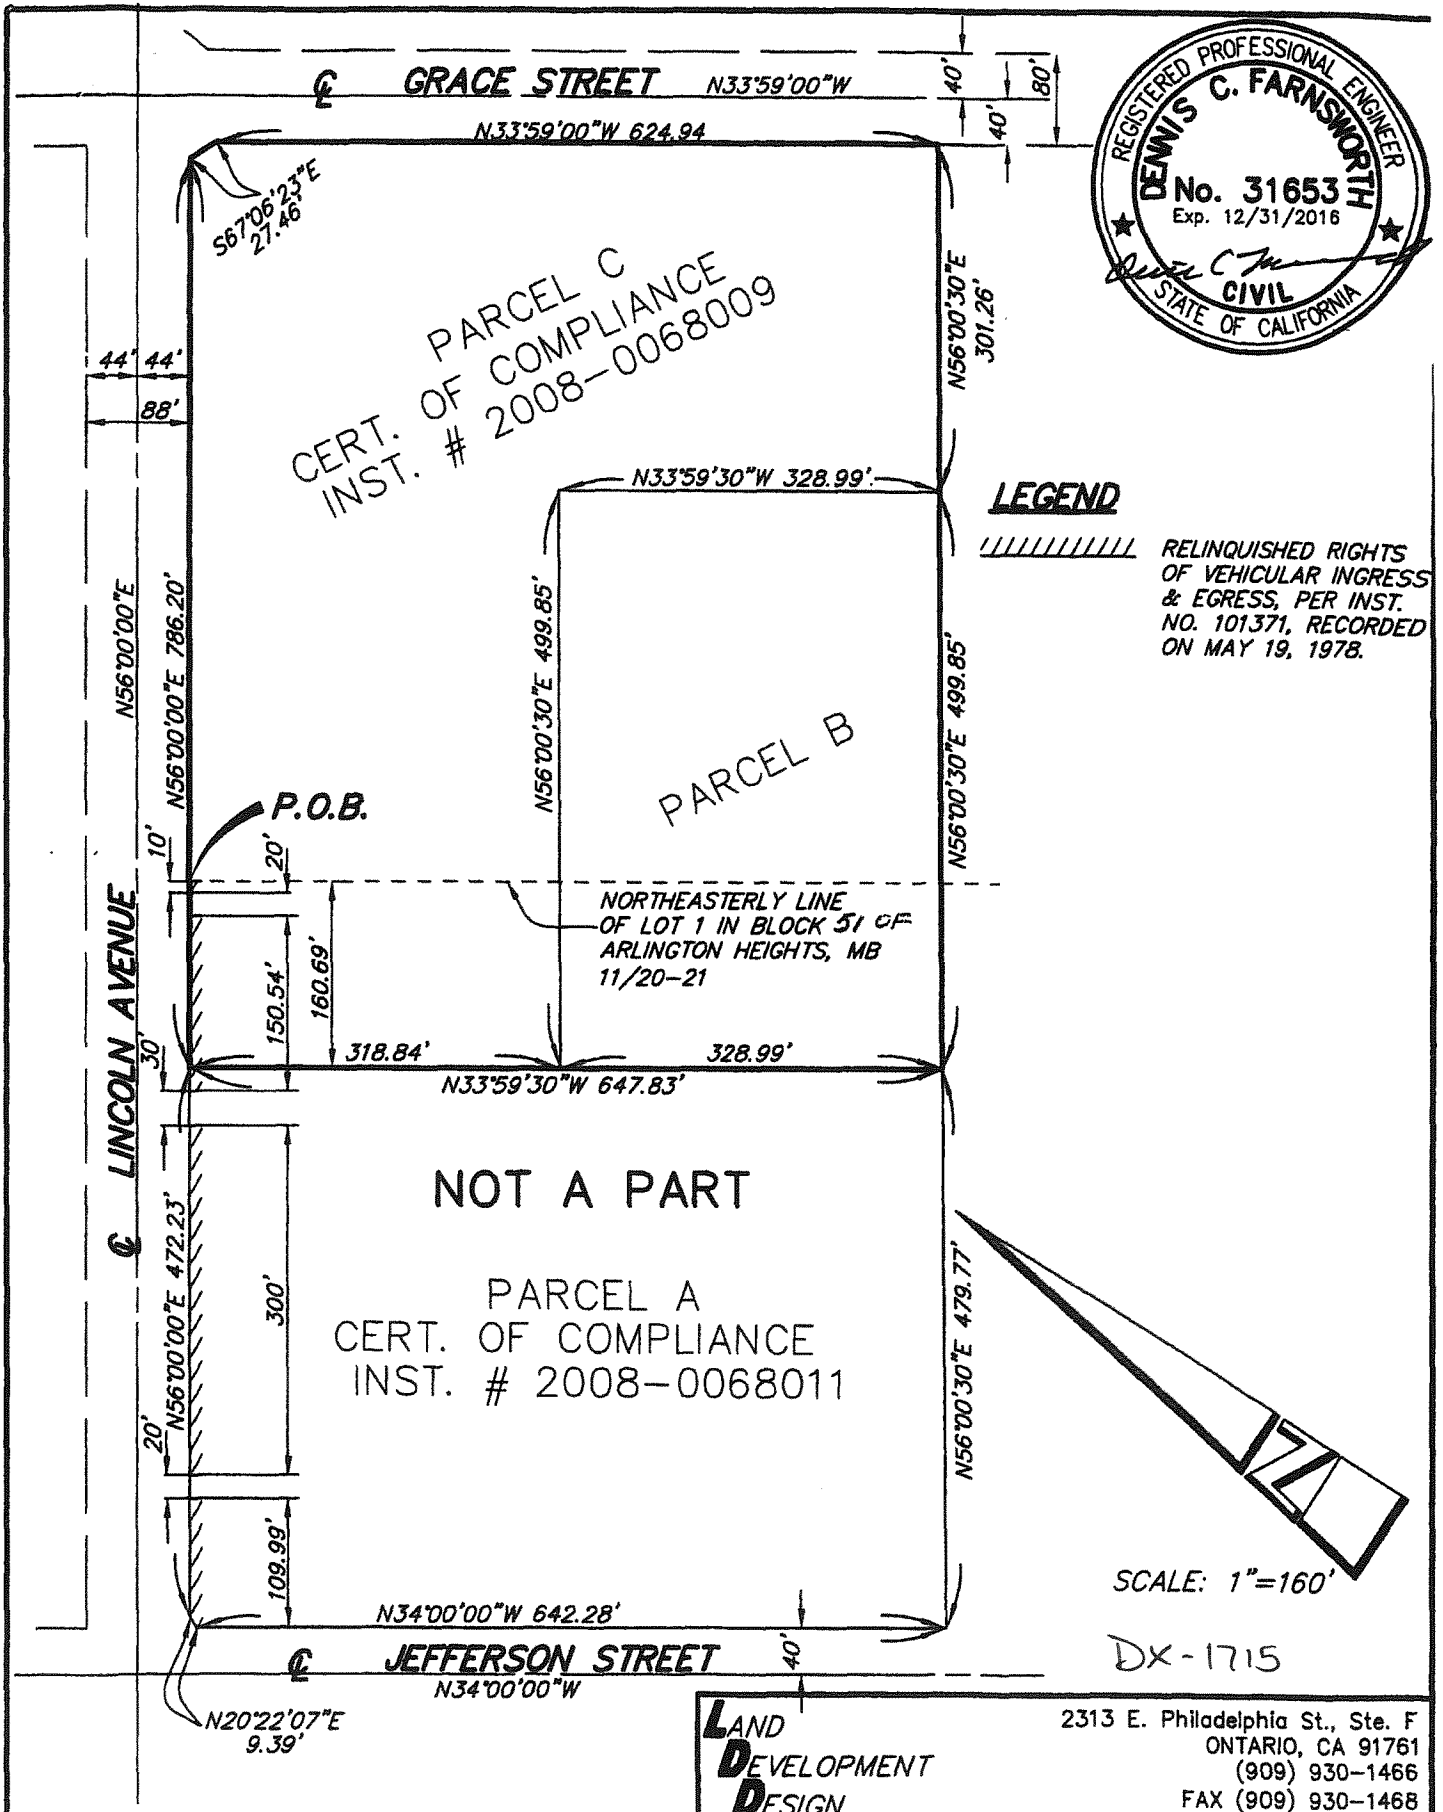 ℄ GRACE STREET N33°59'00"W
40'
80'
40'
N33°59'00"W 624.94
S67°06'23"E
27.46'
REGISTERED PROFESSIONAL ENGINEER
DENNIS C. FARNSWORTH
No. 31653
Exp. 12/31/2016
CIVIL
STATE OF CALIFORNIA
PARCEL C
CERT. OF COMPLIANCE
INST. # 2008-0068009
N56°00'30"E
301.26'
44' 44'
88'
N33°59'30"W 328.99'
LEGEND
RELINQUISHED RIGHTS
OF VEHICULAR INGRESS
& EGRESS, PER INST.
NO. 101371, RECORDED
ON MAY 19, 1978.
N56°00'00"E
N56°00'00"E 786.20'
N56°00'30"E 499.85'
N56°00'30"E 499.85'
PARCEL B
P.O.B.
10'
20'
NORTHEASTERLY LINE
OF LOT 1 IN BLOCK 51 OF
ARLINGTON HEIGHTS, MB
11/20-21
℄ LINCOLN AVENUE
30'
150.54'
160.69'
318.84'
328.99'
N33°59'30"W 647.83'
NOT A PART
PARCEL A
CERT. OF COMPLIANCE
INST. # 2008-0068011
N56°00'00"E 472.23'
300'
N56°00'30"E 479.77'
20'
109.99'
N
SCALE: 1"=160'
DX-1715
N34°00'00"W 642.28'
℄ JEFFERSON STREET
N34°00'00"W
40'
N20°22'07"E
9.39'
LAND
DEVELOPMENT
DESIGN
2313 E. Philadelphia St., Ste. F
ONTARIO, CA 91761
(909) 930-1466
FAX (909) 930-1468